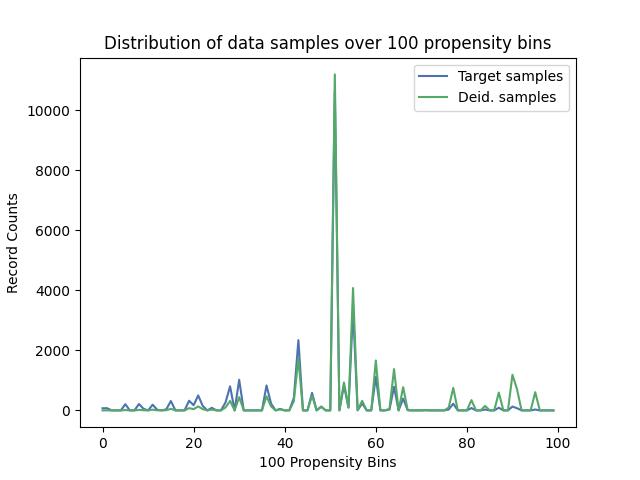 Distribution of data samples over 100 propensity bins
Target samples
Deid. samples
Record Counts
10000
8000
6000
4000
2000
0
0 20 40 60 80 100
100 Propensity Bins